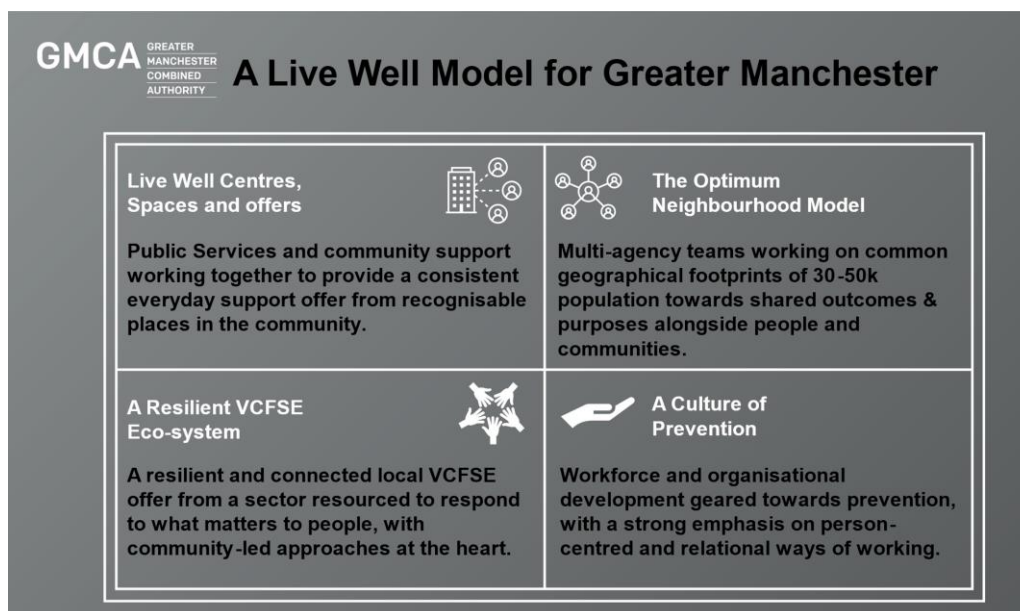 GMCA
GREATER
MANCHESTER
COMBINED
AUTHORITY
A Live Well Model for Greater Manchester
Live Well Centres,
Spaces and offers
Public Services and community support
working together to provide a consistent
everyday support offer from recognisable
places in the community.
The Optimum
Neighbourhood Model
Multi-agency teams working on common
geographical footprints of 30-50k
population towards shared outcomes &
purposes alongside people and
communities.
A Resilient VCFSE
Eco-system
A resilient and connected local VCFSE
offer from a sector resourced to respond
to what matters to people, with
community-led approaches at the heart.
A Culture of
Prevention
Workforce and organisational
development geared towards prevention,
with a strong emphasis on person-
centred and relational ways of working.